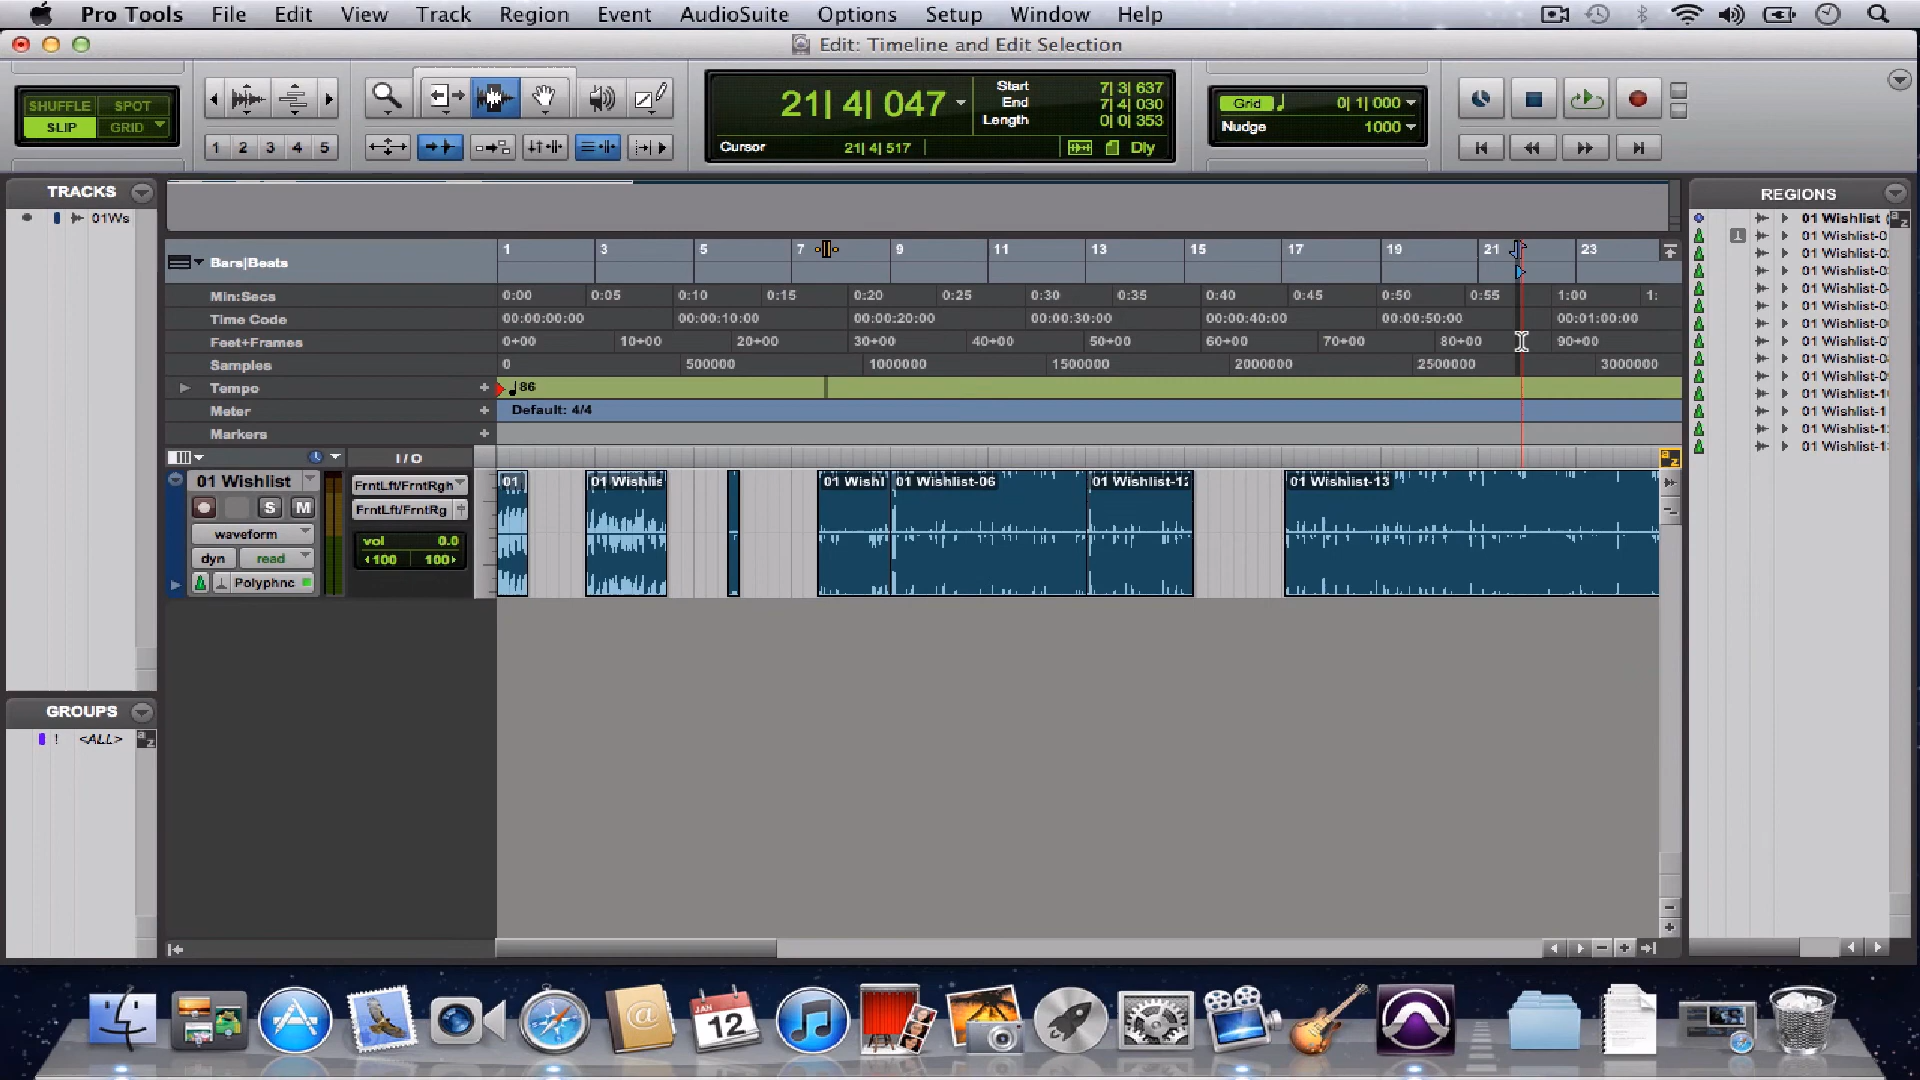 Pro Tools File Edit View Track Region Event AudioSuite Options Setup Window Help
Edit: Timeline and Edit Selection
SHUFFLE SPOT
SLIP GRID
1 2 3 4 5
21| 4| 047
Start 7| 3| 637
End 7| 4| 030
Length 0| 0| 353
Cursor 21| 4| 517 Dly
Grid 0| 1| 000
Nudge 1000
TRACKS
01Ws
GROUPS
! <ALL>
a z
Bars|Beats 1 3 5 7 9 11 13 15 17 19 21 23
Min:Secs 0:00 0:05 0:10 0:15 0:20 0:25 0:30 0:35 0:40 0:45 0:50 0:55 1:00 1:
Time Code 00:00:00:00 00:00:10:00 00:00:20:00 00:00:30:00 00:00:40:00 00:00:50:00 00:01:00:00
Feet+Frames 0+00 10+00 20+00 30+00 40+00 50+00 60+00 70+00 80+00 90+00
Samples 0 500000 1000000 1500000 2000000 2500000 3000000
Tempo + 86
Meter + Default: 4/4
Markers +
I/O
a z
01 Wishlist
S M
waveform
dyn read
Polyphnc
FrntLft/FrntRgh
FrntLft/FrntRg
vol 0.0
100 100
01
01 Wishlis
01 Wishl
01 Wishlist-06
01 Wishlist-12
01 Wishlist-13
REGIONS
01 Wishlist (
a z
1 01 Wishlist-0
01 Wishlist-0
01 Wishlist-0
01 Wishlist-0
01 Wishlist-0
01 Wishlist-0
01 Wishlist-0
01 Wishlist-0
01 Wishlist-0
01 Wishlist-1
01 Wishlist-1
01 Wishlist-1
01 Wishlist-1
JAN
12